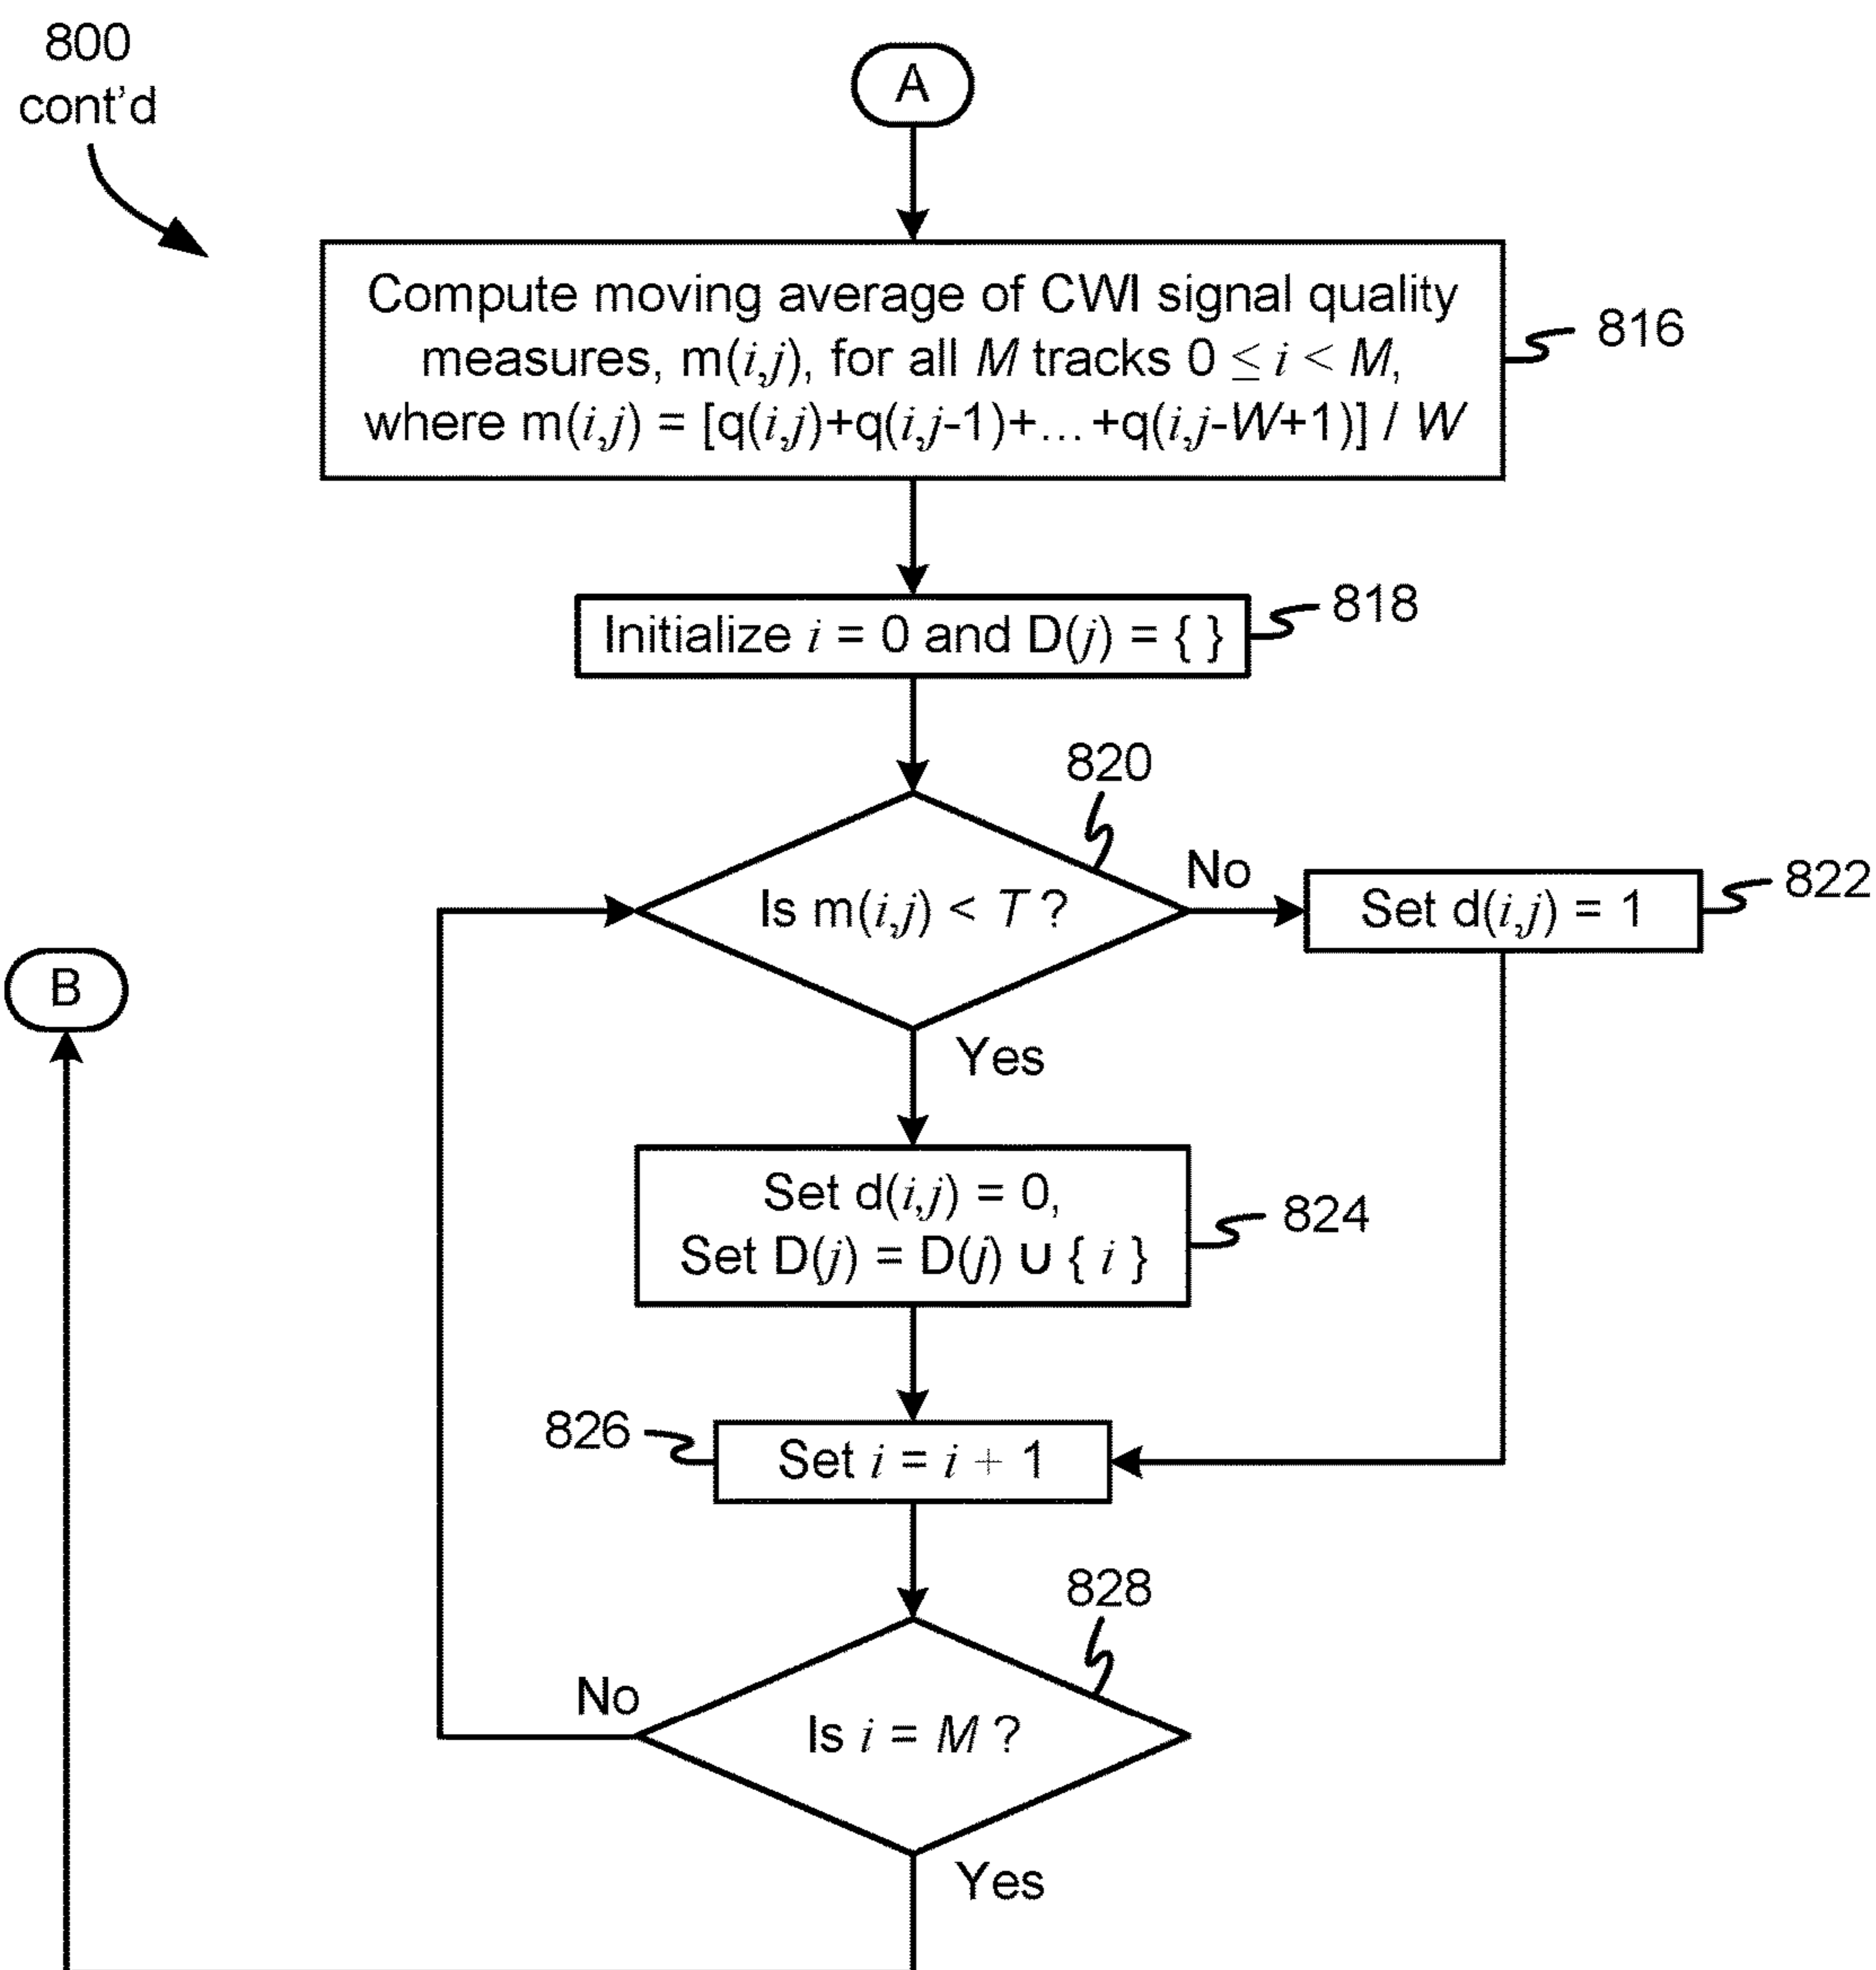 800
cont'd
A
Compute moving average of CWI signal quality
measures, m(i,j), for all M tracks 0 ≤ i < M,
where m(i,j) = [q(i,j)+q(i,j-1)+...+q(i,j-W+1)] / W
816
Initialize i = 0 and D(j) = { }
818
820
Is m(i,j) < T ?
No
Set d(i,j) = 1
822
B
Yes
Set d(i,j) = 0,
Set D(j) = D(j) ∪ { i }
824
826
Set i = i + 1
828
No
Is i = M ?
Yes